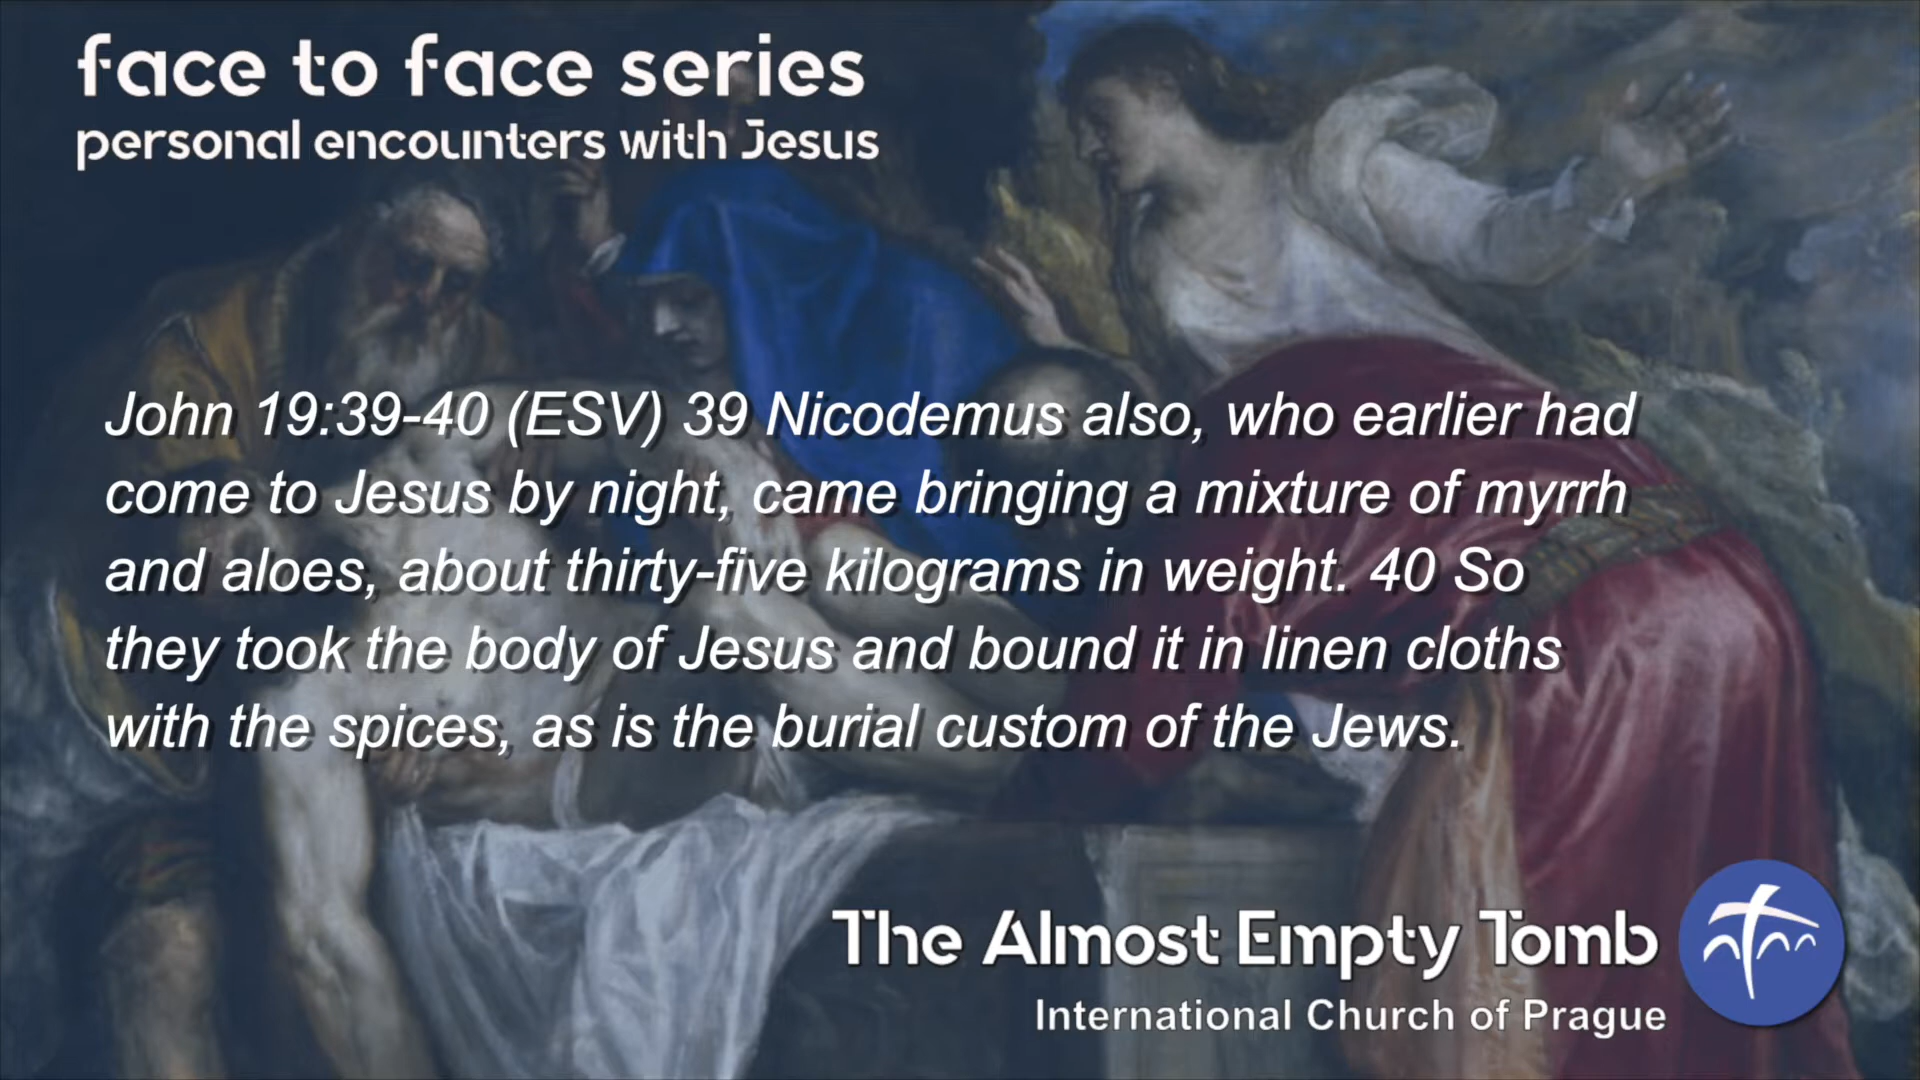 face to face series
personal encounters with Jesus
John 19:39-40 (ESV) 39 Nicodemus also, who earlier had
come to Jesus by night, came bringing a mixture of myrrh
and aloes, about thirty-five kilograms in weight. 40 So
they took the body of Jesus and bound it in linen cloths
with the spices, as is the burial custom of the Jews.
The Almost Empty Tomb
International Church of Prague